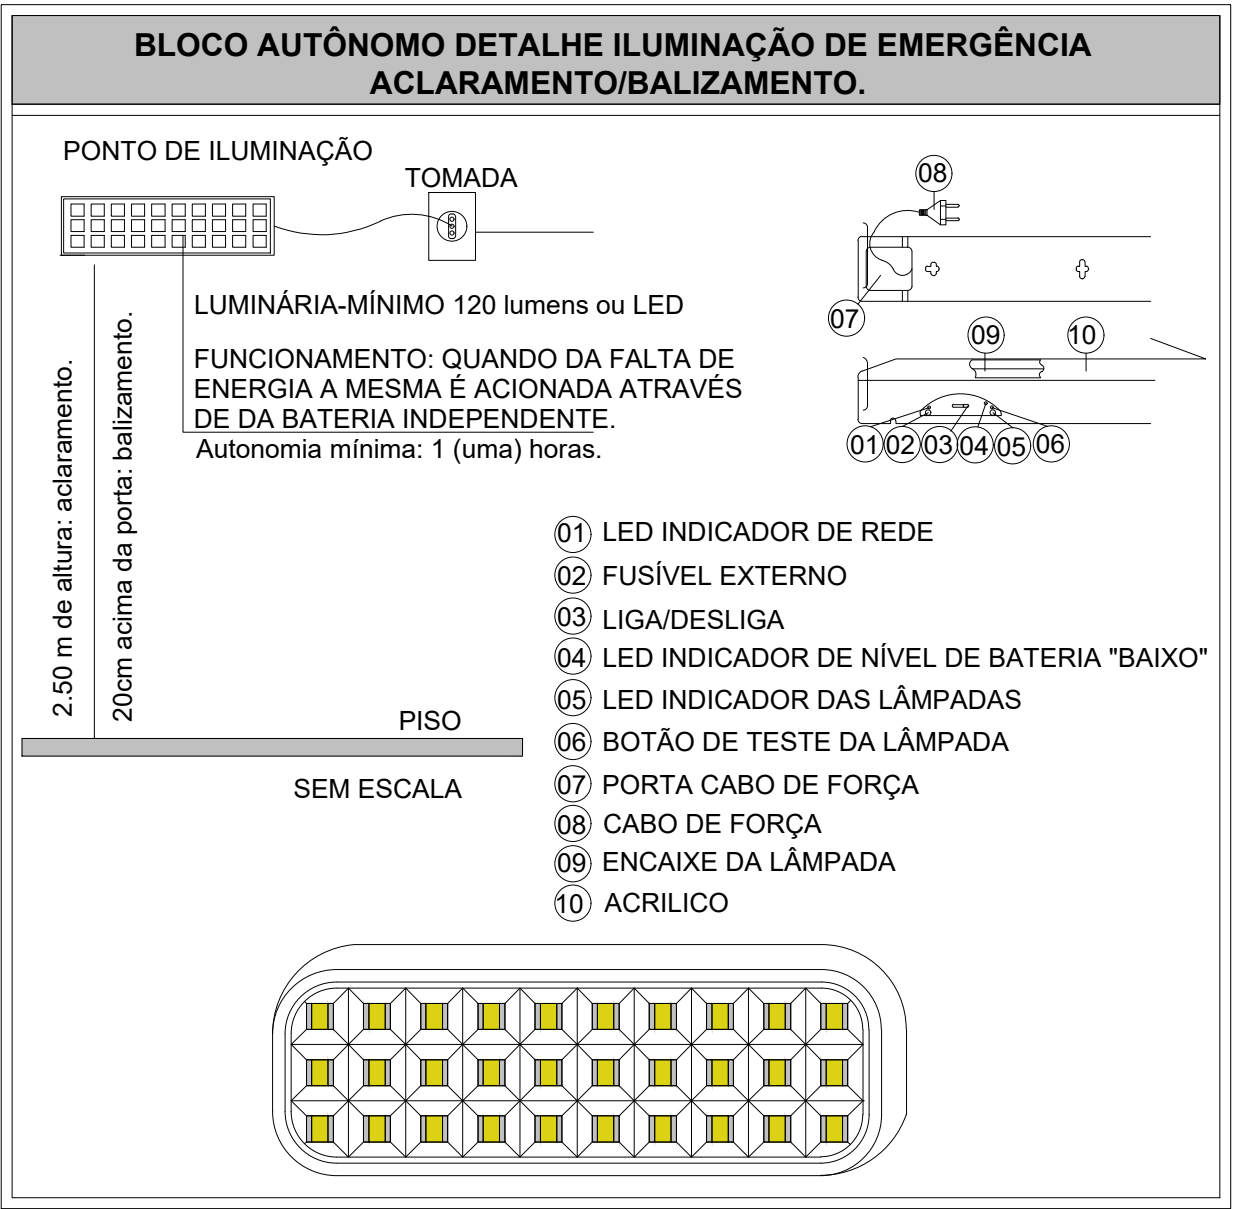 BLOCO AUTÔNOMO DETALHE ILUMINAÇÃO DE EMERGÊNCIA
ACLARAMENTO/BALIZAMENTO.
PONTO DE ILUMINAÇÃO
TOMADA
LUMINÁRIA-MÍNIMO 120 lumens ou LED
FUNCIONAMENTO: QUANDO DA FALTA DE
ENERGIA A MESMA É ACIONADA ATRAVÉS
DE DA BATERIA INDEPENDENTE.
Autonomia mínima: 1 (uma) horas.
2.50 m de altura: aclaramento.
20cm acima da porta: balizamento.
PISO
SEM ESCALA
08
07
09
10
01
02
03
04
05
06
01 LED INDICADOR DE REDE
02 FUSÍVEL EXTERNO
03 LIGA/DESLIGA
04 LED INDICADOR DE NÍVEL DE BATERIA "BAIXO"
05 LED INDICADOR DAS LÂMPADAS
06 BOTÃO DE TESTE DA LÂMPADA
07 PORTA CABO DE FORÇA
08 CABO DE FORÇA
09 ENCAIXE DA LÂMPADA
10 ACRILICO